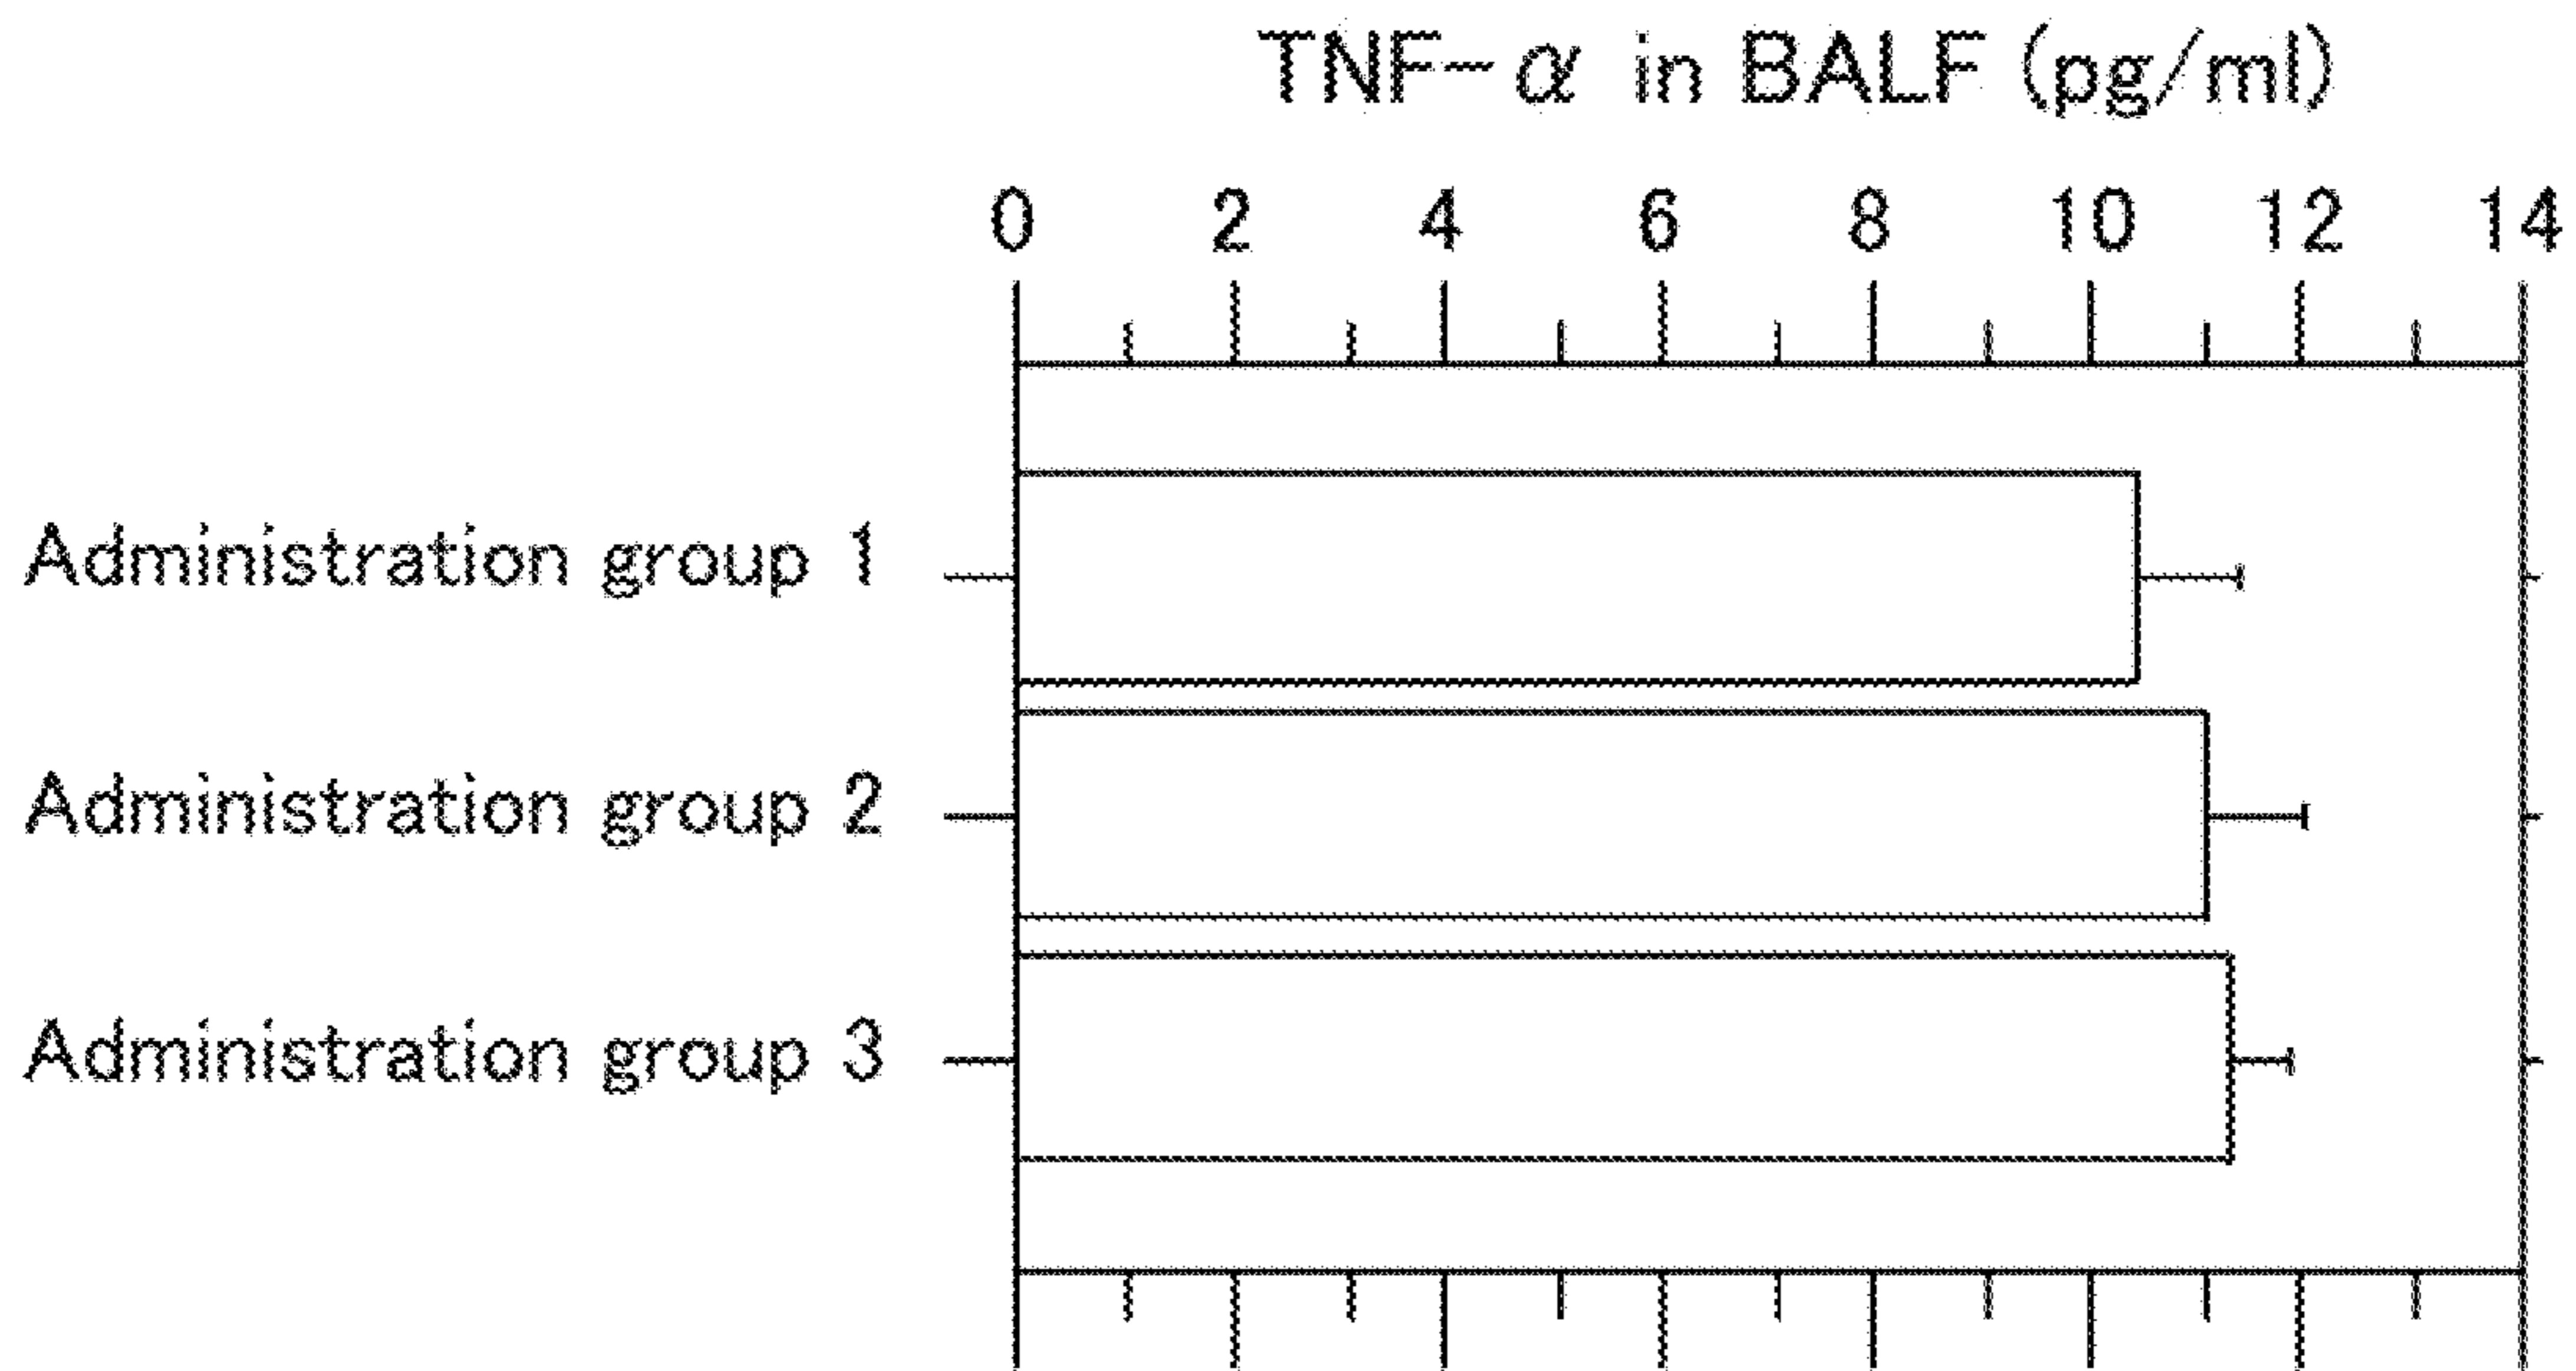 TNF-α in BALF (pg/ml)
0 2 4 6 8 10 12 14
Administration group 1
Administration group 2
Administration group 3